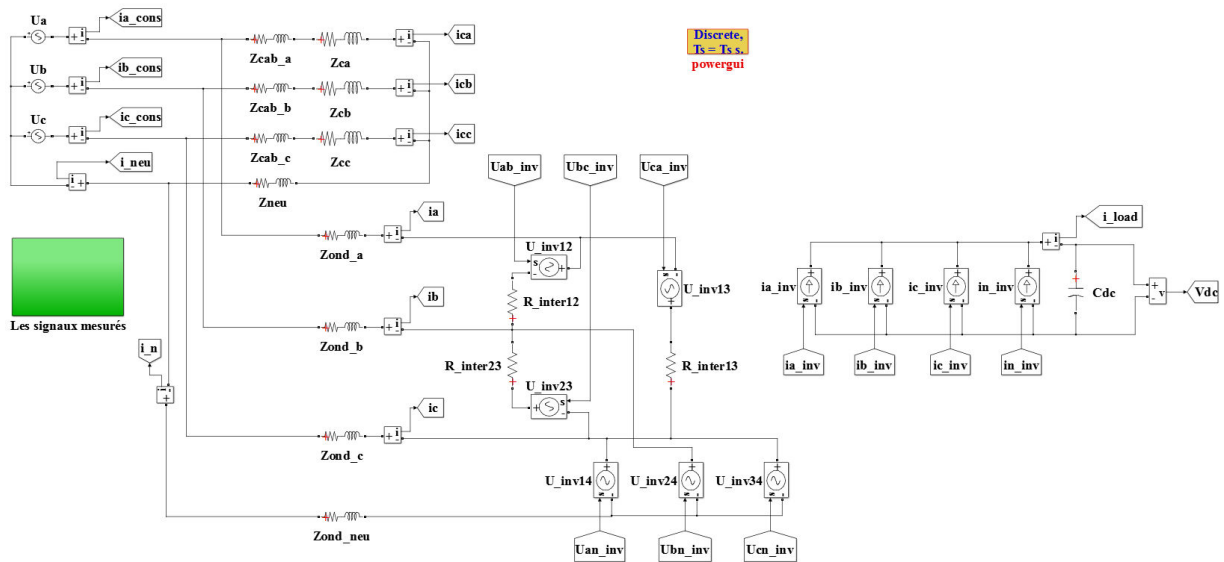 Ua
ia_cons
Ub
ib_cons
Uc
ic_cons
i_neu
Zcab_a
Zca
ica
Zcab_b
Zcb
icb
Zcab_c
Zcc
icc
Zneu
Discrete,
Ts = Ts s.
powergui
Les signaux mesurés
Uab_inv
Ubc_inv
Uca_inv
ia
Zond_a
U_inv12
U_inv13
R_inter12
ib
Zond_b
R_inter23
R_inter13
U_inv23
i_n
ic
Zond_c
U_inv14
U_inv24
U_inv34
Zond_neu
Uan_inv
Ubn_inv
Ucn_inv
i_load
ia_inv
ib_inv
ic_inv
in_inv
Cdc
Vdc
ia_inv
ib_inv
ic_inv
in_inv